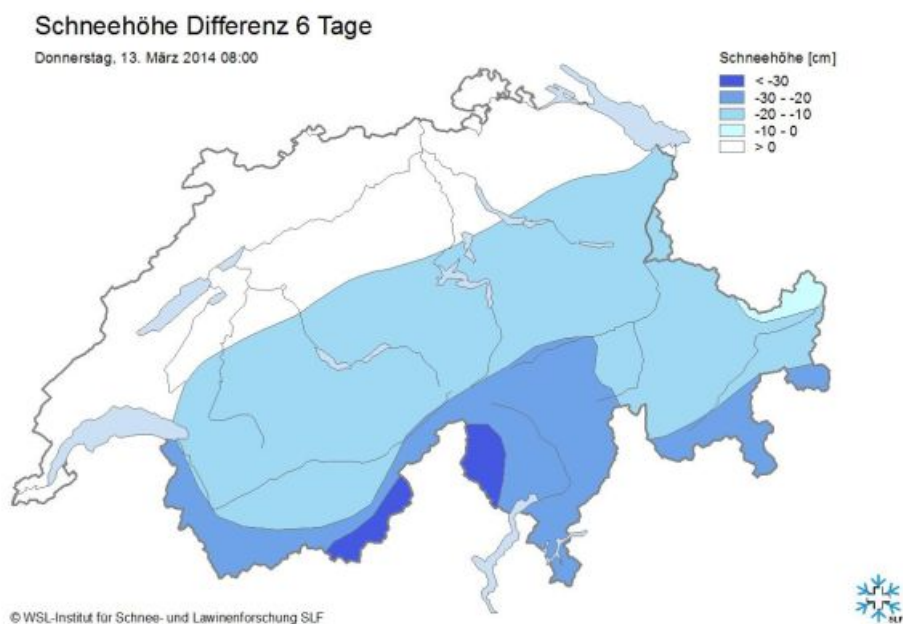 Schneehöhe Differenz 6 Tage
Donnerstag, 13. März 2014 08:00
Schneehöhe [cm]
< -30
-30 - -20
-20 - -10
-10 - 0
> 0
© WSL-Institut für Schnee- und Lawinenforschung SLF
SLF